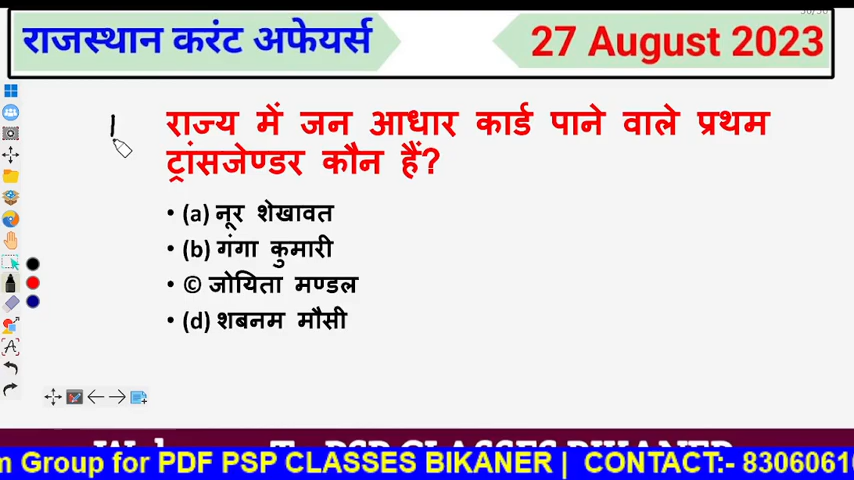 राजस्थान करंट अफेयर्स
27 August 2023
राज्य में जन आधार कार्ड पाने वाले प्रथम
ट्रांसजेण्डर कौन हैं?
• (a) नूर शेखावत
• (b) गंगा कुमारी
• © जोयिता मण्डल
• (d) शबनम मौसी
Group for PDF PSP CLASSES BIKANER | CONTACT:- 8306061